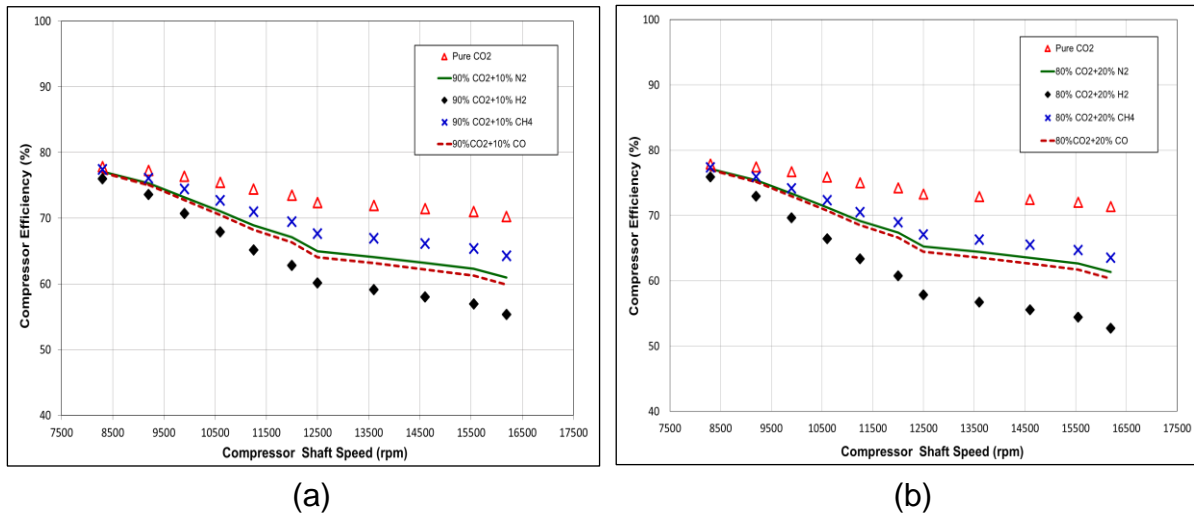 100
90
80
70
60
50
40
Compressor Efficiency (%)
Pure CO2
90% CO2+10% N2
90% CO2+10% H2
90% CO2+10% CH4
90%CO2+10% CO
7500 8500 9500 10500 11500 12500 13500 14500 15500 16500 17500
Compressor Shaft Speed (rpm)
(a)
100
90
80
70
60
50
40
Compressor Efficiency (%)
Pure CO2
80% CO2+20% N2
80% CO2+20% H2
80% CO2+20% CH4
80%CO2+20% CO
7500 8500 9500 10500 11500 12500 13500 14500 15500 16500 17500
Compressor Shaft Speed (rpm)
(b)